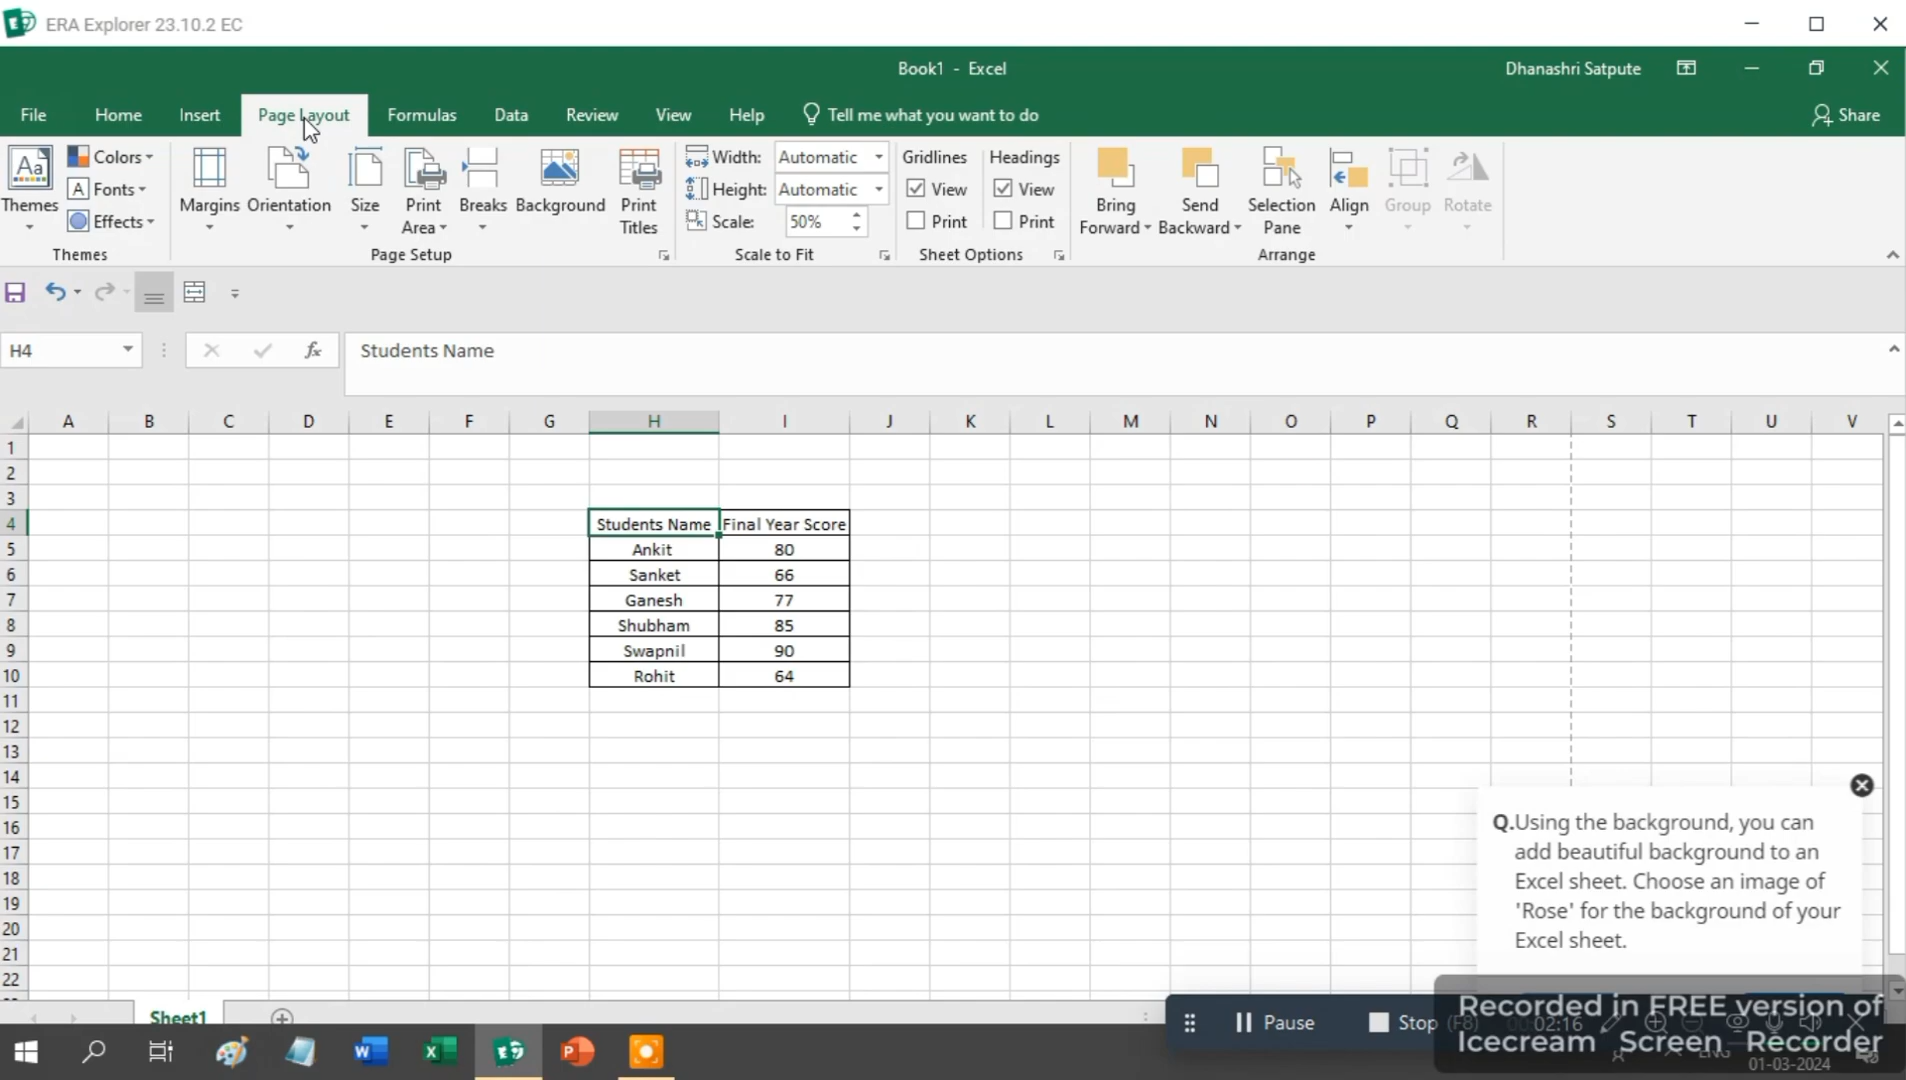 ERA Explorer 23.10.2 EC
Book1 - Excel
Dhanashri Satpute
File Home Insert Page Layout Formulas Data Review View Help Tell me what you want to do Share
Aa Colors A Fonts Effects Themes
Themes
Margins Orientation Size Print Area Breaks Background Print Titles
Page Setup
Width: Automatic
Height: Automatic
Scale: 50%
Scale to Fit
Gridlines Headings
View View
Print Print
Sheet Options
Bring Forward Send Backward Selection Pane Align Group Rotate
Arrange
H4 fx Students Name
A B C D E F G H I J K L M N O P Q R S T U V
1
2
3
4 Students Name Final Year Score
5 Ankit 80
6 Sanket 66
7 Ganesh 77
8 Shubham 85
9 Swapnil 90
10 Rohit 64
11
12
13
14
15
16
17
18
19
20
21
22
Q.Using the background, you can
add beautiful background to an
Excel sheet. Choose an image of
'Rose' for the background of your
Excel sheet.
Sheet1
Pause Stop (F8) 00:02:16
Recorded in FREE version of
Icecream Screen Recorder
ENG
01-03-2024